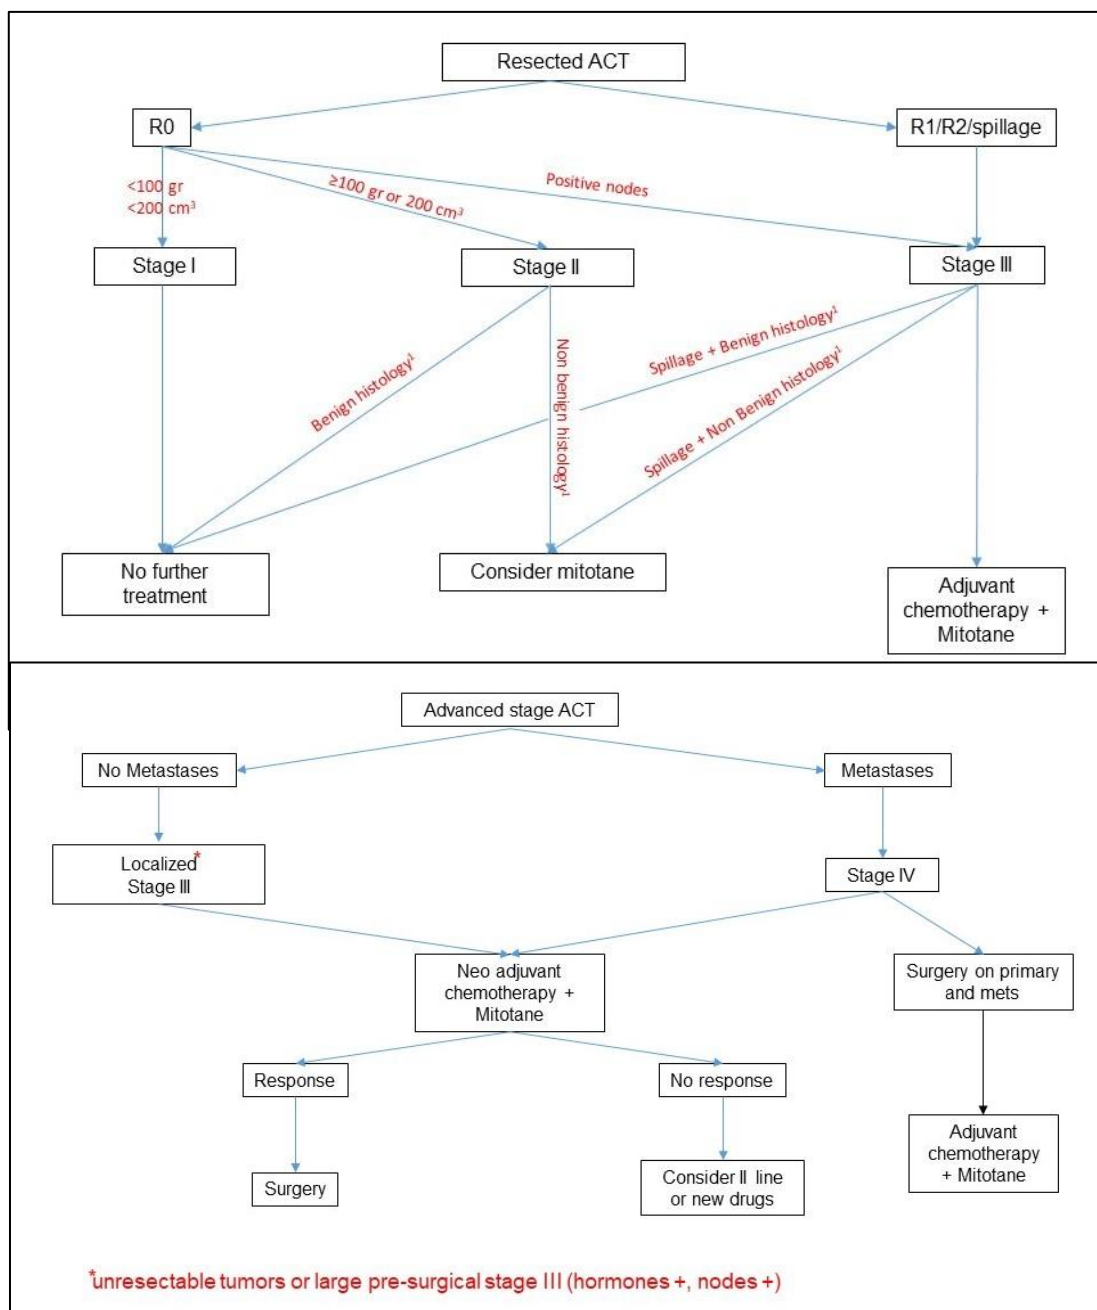 Resected ACT
R0
R1/R2/spillage
<100 gr
<200 cm³
≥100 gr or 200 cm³
Positive nodes
Stage I
Stage II
Stage III
Benign histology¹
Non benign histology¹
Spillage + Benign histology¹
Spillage + Non Benign histology¹
No further
treatment
Consider mitotane
Adjuvant
chemotherapy +
Mitotane
Advanced stage ACT
No Metastases
Metastases
Localized*
Stage III
Stage IV
Neo adjuvant
chemotherapy +
Mitotane
Surgery on primary
and mets
Response
No response
Surgery
Consider II line
or new drugs
Adjuvant
chemotherapy
+ Mitotane
*unresectable tumors or large pre-surgical stage III (hormones +, nodes +)